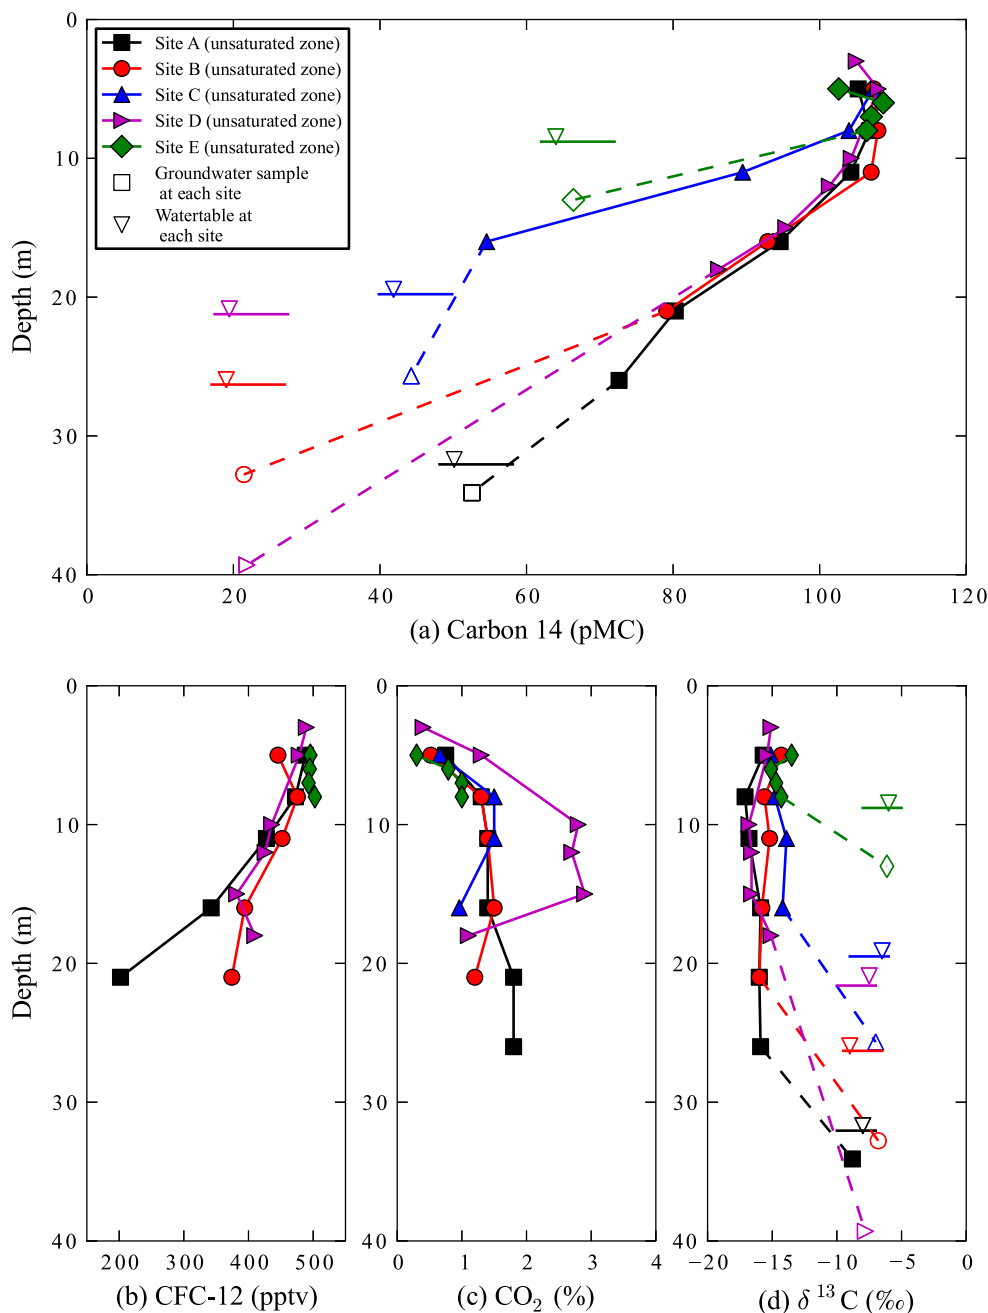 0
10
20
30
40
Depth (m)
Site A (unsaturated zone)
Site B (unsaturated zone)
Site C (unsaturated zone)
Site D (unsaturated zone)
Site E (unsaturated zone)
Groundwater sample
at each site
Watertable at
each site
0 20 40 60 80 100 120
(a) Carbon 14 (pMC)
0
10
20
30
40
Depth (m)
200 300 400 500
(b) CFC-12 (pptv)
0
10
20
30
40
0 1 2 3 4
(c) CO₂ (%)
0
10
20
30
40
−20 −15 −10 −5 0
(d) δ ¹³C (‰)